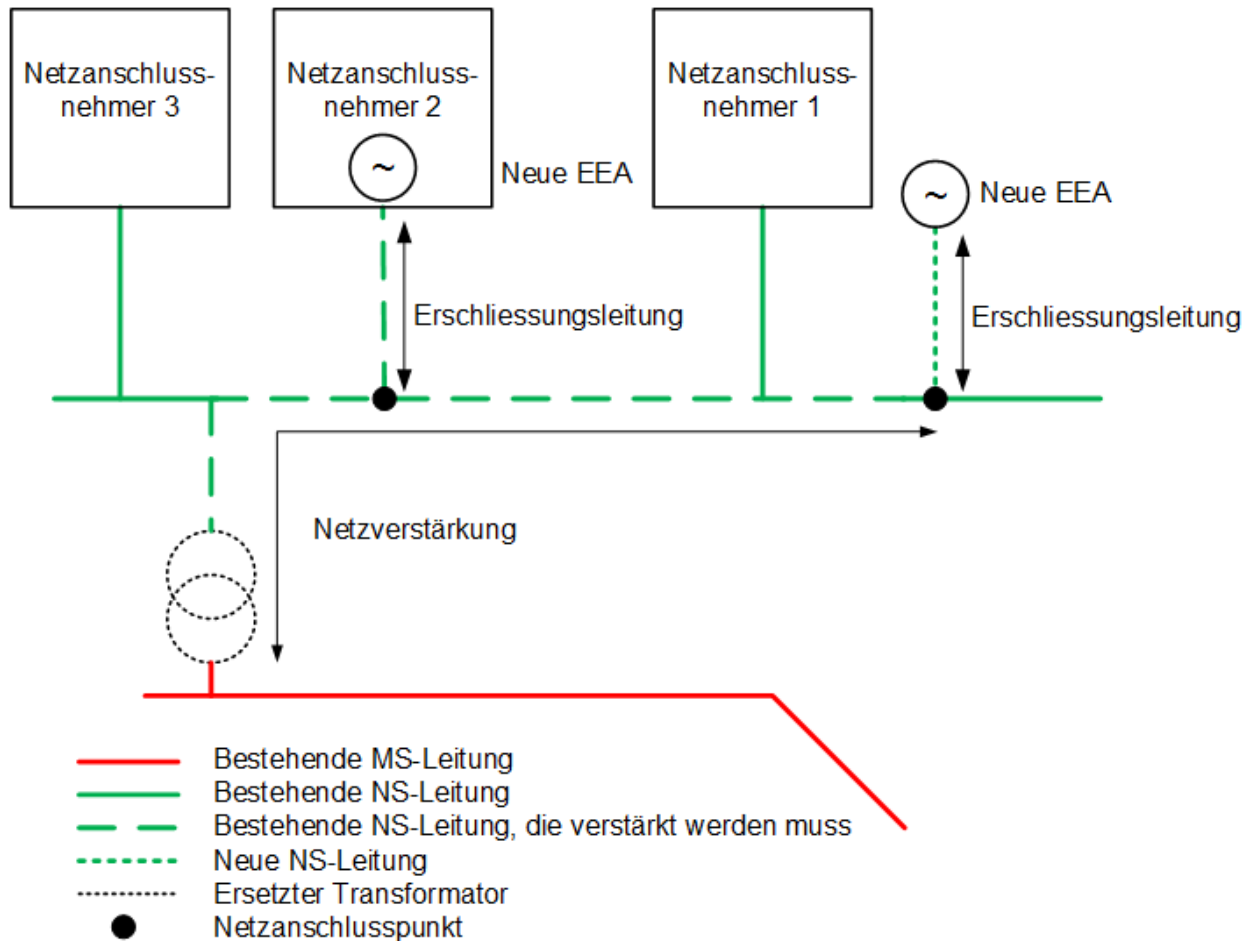 Netzanschluss-
nehmer 3
Netzanschluss-
nehmer 2
Netzanschluss-
nehmer 1
~
Neue EEA
~
Neue EEA
Erschliessungsleitung
Erschliessungsleitung
Netzverstärkung
Bestehende MS-Leitung
Bestehende NS-Leitung
Bestehende NS-Leitung, die verstärkt werden muss
Neue NS-Leitung
Ersetzter Transformator
Netzanschlusspunkt